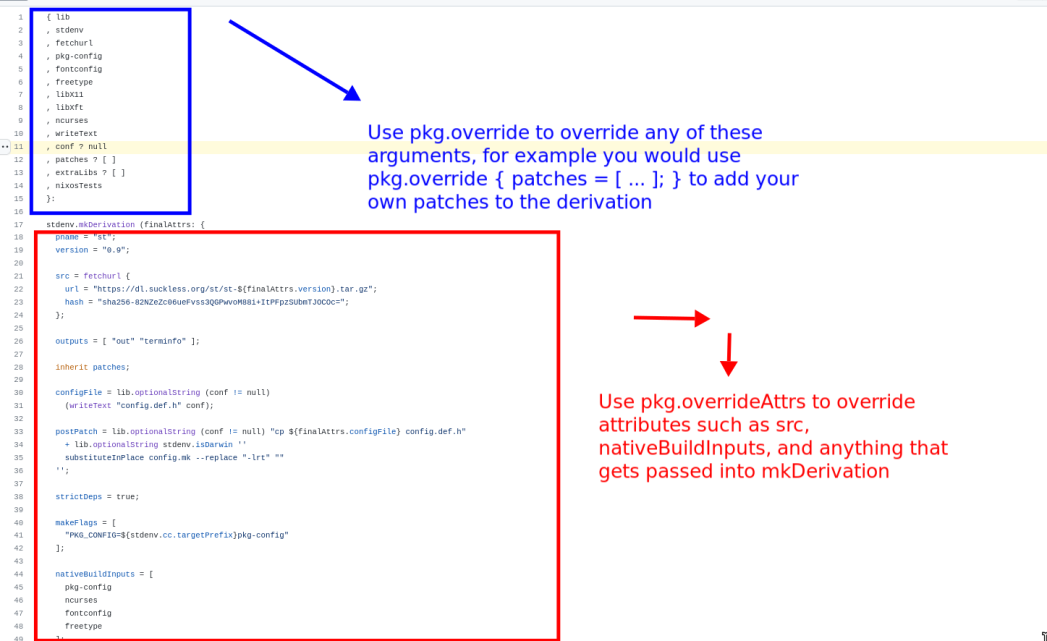 1 { lib
2 , stdenv
3 , fetchurl
4 , pkg-config
5 , fontconfig
6 , freetype
7 , libX11
8 , libXft
9 , ncurses
10 , writeText
11 , conf ? null
12 , patches ? [ ]
13 , extraLibs ? [ ]
14 , nixosTests
15 }:
16
Use pkg.override to override any of these
arguments, for example you would use
pkg.override { patches = [ ... ]; } to add your
own patches to the derivation
17 stdenv.mkDerivation (finalAttrs: {
18 pname = "st";
19 version = "0.9";
20
21 src = fetchurl {
22 url = "https://dl.suckless.org/st/st-${finalAttrs.version}.tar.gz";
23 hash = "sha256-82NZeZc06ueFvss3QGPwvoM88i+ItPFpzSUbmTJOCOc=";
24 };
25
26 outputs = [ "out" "terminfo" ];
27
28 inherit patches;
29
30 configFile = lib.optionalString (conf != null)
31 (writeText "config.def.h" conf);
32
33 postPatch = lib.optionalString (conf != null) "cp ${finalAttrs.configFile} config.def.h"
34 + lib.optionalString stdenv.isDarwin ''
35 substituteInPlace config.mk --replace "-lrt" ""
36 '';
37
38 strictDeps = true;
39
40 makeFlags = [
41 "PKG_CONFIG=${stdenv.cc.targetPrefix}pkg-config"
42 ];
43
44 nativeBuildInputs = [
45 pkg-config
46 ncurses
47 fontconfig
48 freetype
49 ];
Use pkg.overrideAttrs to override
attributes such as src,
nativeBuildInputs, and anything that
gets passed into mkDerivation